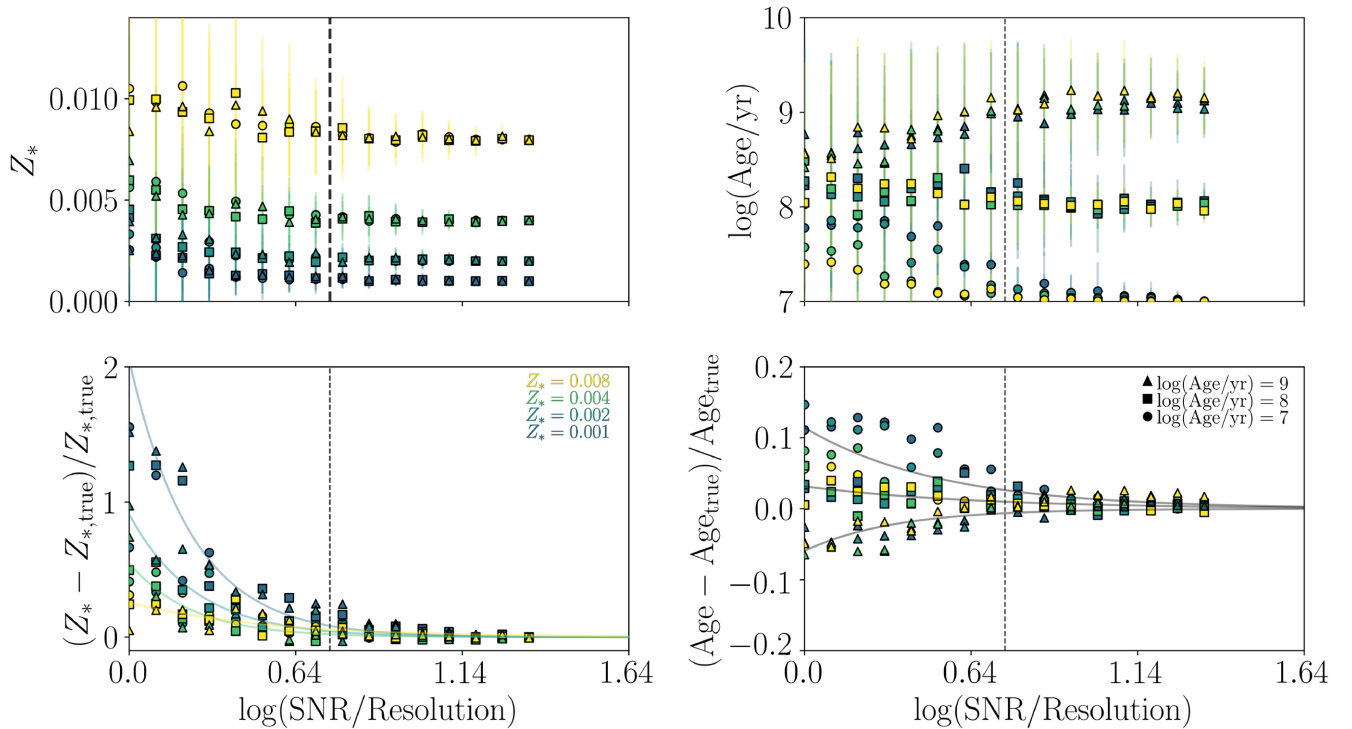 0.010
0.005
0.000
Z*
10
9
8
7
log(Age/yr)
2
1
0
(Z* − Z*,true)/Z*,true
Z* = 0.008
Z* = 0.004
Z* = 0.002
Z* = 0.001
0.0 0.64 1.14 1.64
log(SNR/Resolution)
0.2
0.1
0.0
−0.1
−0.2
(Age − Agetrue)/Agetrue
log(Age/yr) = 9
log(Age/yr) = 8
log(Age/yr) = 7
0.0 0.64 1.14 1.64
log(SNR/Resolution)